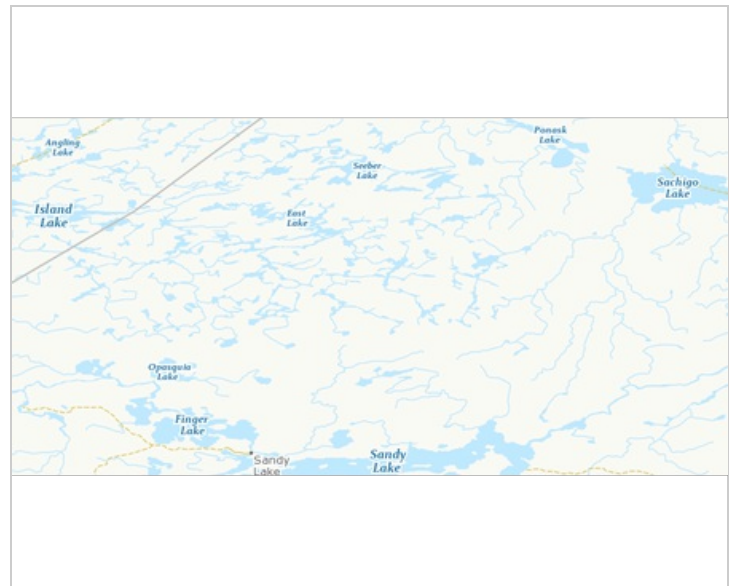 Ponask
Lake
Angling
Lake
Seeber
Lake
Sachigo
Lake
Island
Lake
East
Lake
Opasquia
Lake
Finger
Lake
Sandy
Lake
Sandy
Lake